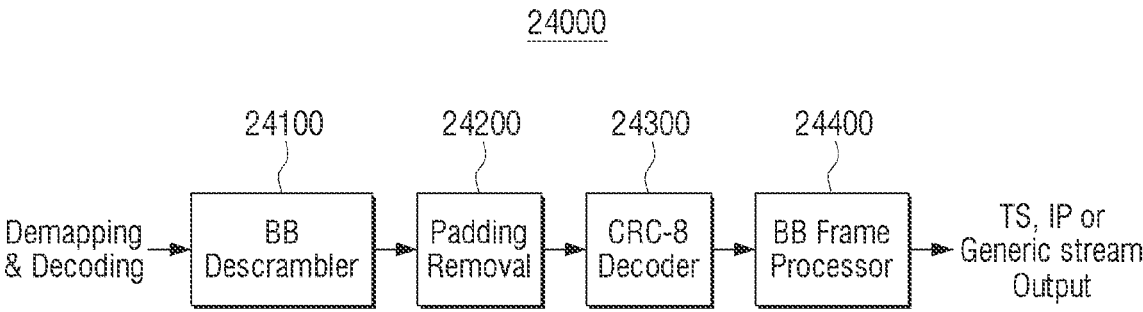 24000
24100
24200
24300
24400
Demapping
& Decoding
BB
Descrambler
Padding
Removal
CRC-8
Decoder
BB Frame
Processor
TS, IP or
Generic stream
Output